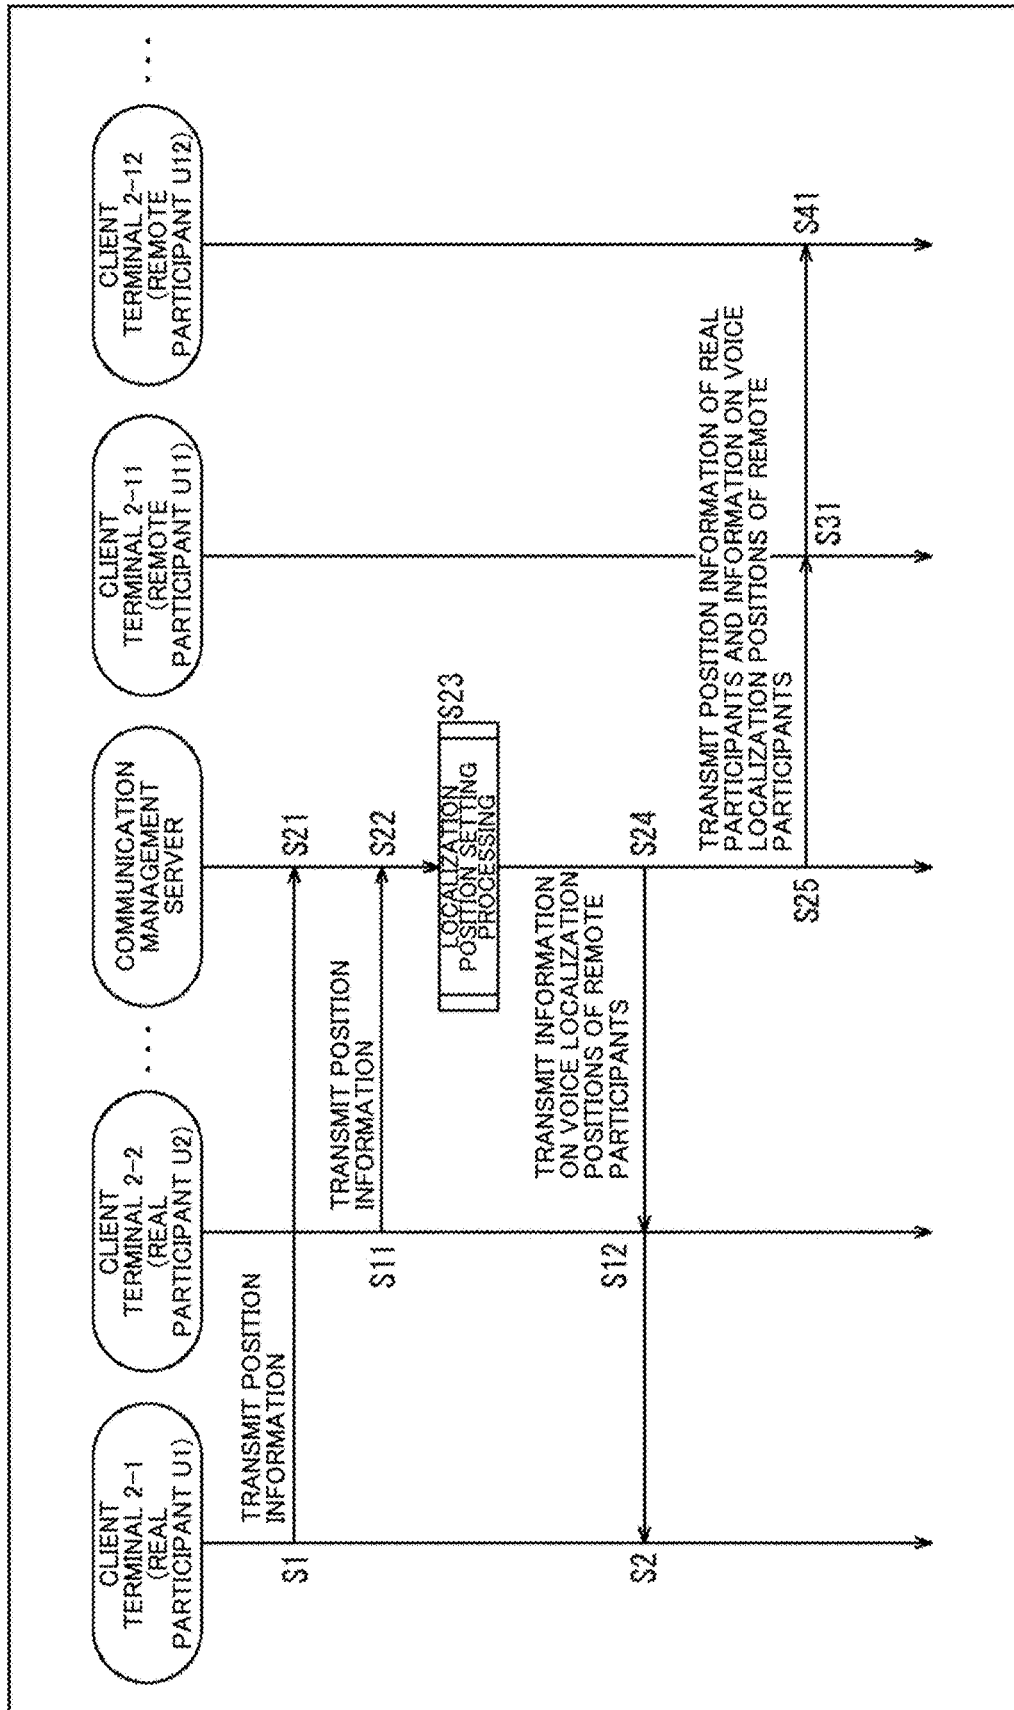 CLIENT
TERMINAL 2-1
(REAL
PARTICIPANT U1)
CLIENT
TERMINAL 2-2
(REAL
PARTICIPANT U2)
...
COMMUNICATION
MANAGEMENT
SERVER
CLIENT
TERMINAL 2-11
(REMOTE
PARTICIPANT U11)
CLIENT
TERMINAL 2-12
(REMOTE
PARTICIPANT U12)
...
TRANSMIT POSITION
INFORMATION
S1
S21
TRANSMIT POSITION
INFORMATION
S11
S22
LOCALIZATION
POSITION SETTING
PROCESSING
S23
TRANSMIT INFORMATION
ON VOICE LOCALIZATION
POSITIONS OF REMOTE
PARTICIPANTS
S2
S12
S24
TRANSMIT POSITION INFORMATION OF REAL
PARTICIPANTS AND INFORMATION ON VOICE
LOCALIZATION POSITIONS OF REMOTE
PARTICIPANTS
S25
S31
S41